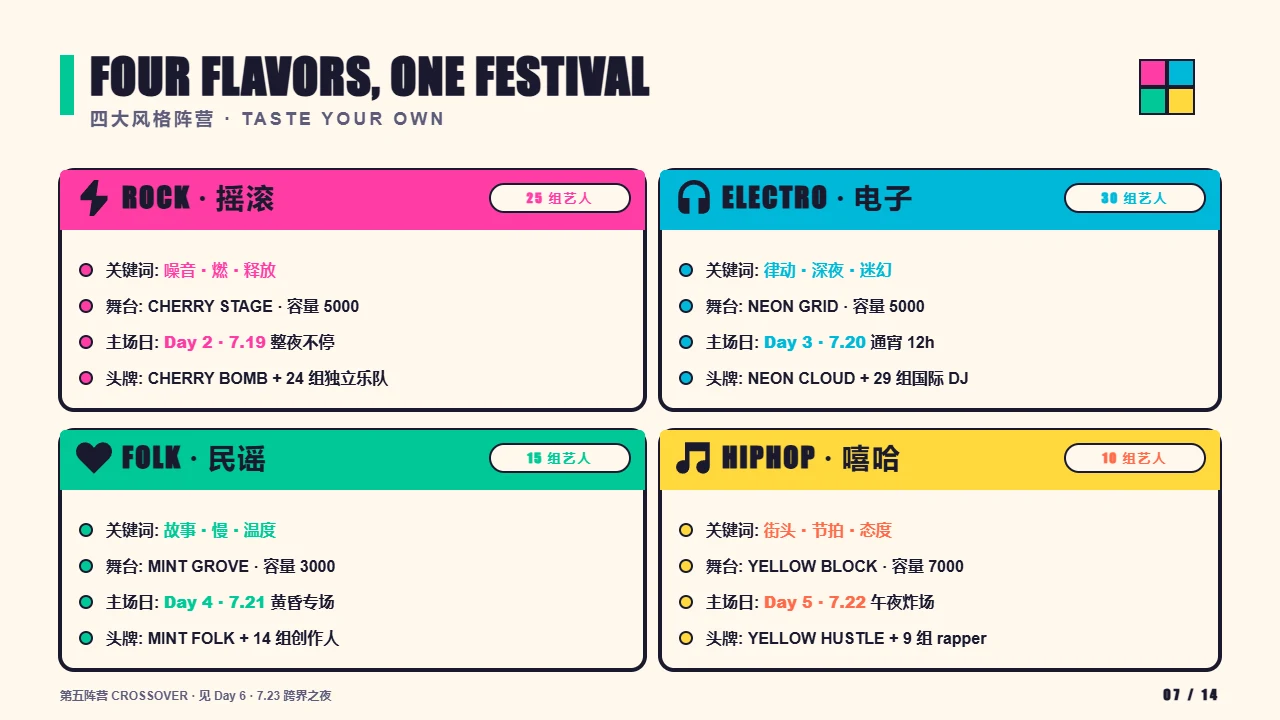 FOUR FLAVORS, ONE FESTIVAL
四大风格阵营 · TASTE YOUR OWN
ROCK · 摇滚
25 组艺人
关键词: 噪音 · 燃 · 释放
舞台: CHERRY STAGE · 容量 5000
主场日: Day 2 · 7.19 整夜不停
头牌: CHERRY BOMB + 24 组独立乐队
ELECTRO · 电子
30 组艺人
关键词: 律动 · 深夜 · 迷幻
舞台: NEON GRID · 容量 5000
主场日: Day 3 · 7.20 通宵 12h
头牌: NEON CLOUD + 29 组国际 DJ
FOLK · 民谣
15 组艺人
关键词: 故事 · 慢 · 温度
舞台: MINT GROVE · 容量 3000
主场日: Day 4 · 7.21 黄昏专场
头牌: MINT FOLK + 14 组创作人
HIPHOP · 嘻哈
10 组艺人
关键词: 街头 · 节拍 · 态度
舞台: YELLOW BLOCK · 容量 7000
主场日: Day 5 · 7.22 午夜炸场
头牌: YELLOW HUSTLE + 9 组 rapper
第五阵营 CROSSOVER · 见 Day 6 · 7.23 跨界之夜
07 / 14